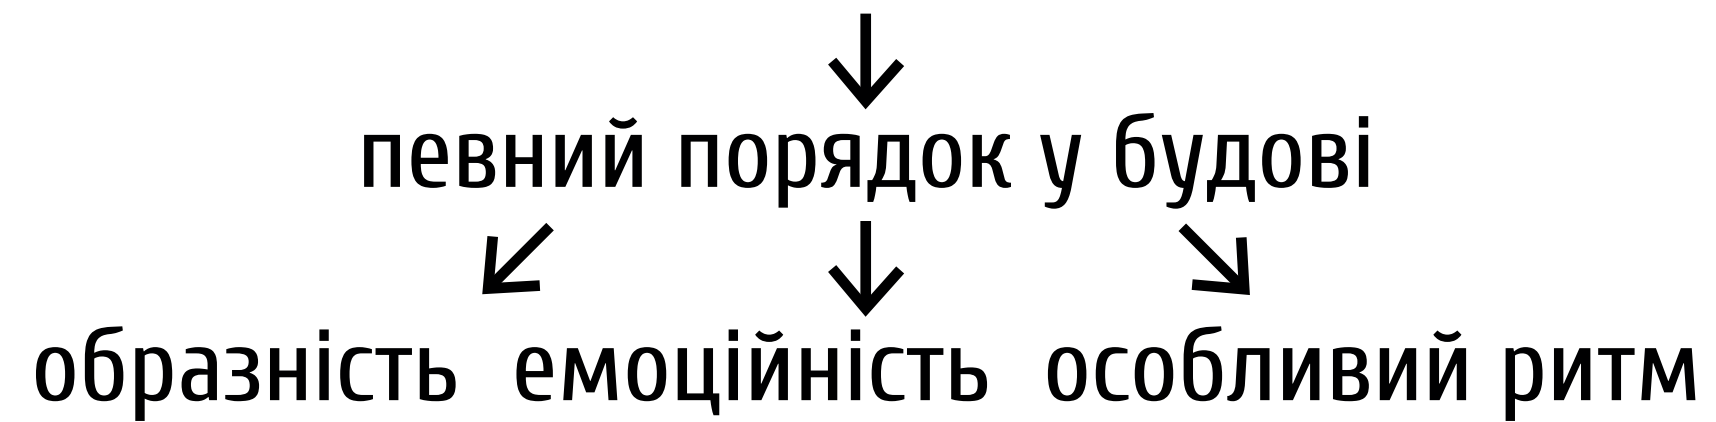 певний порядок у будові
образність емоційність особливий ритм